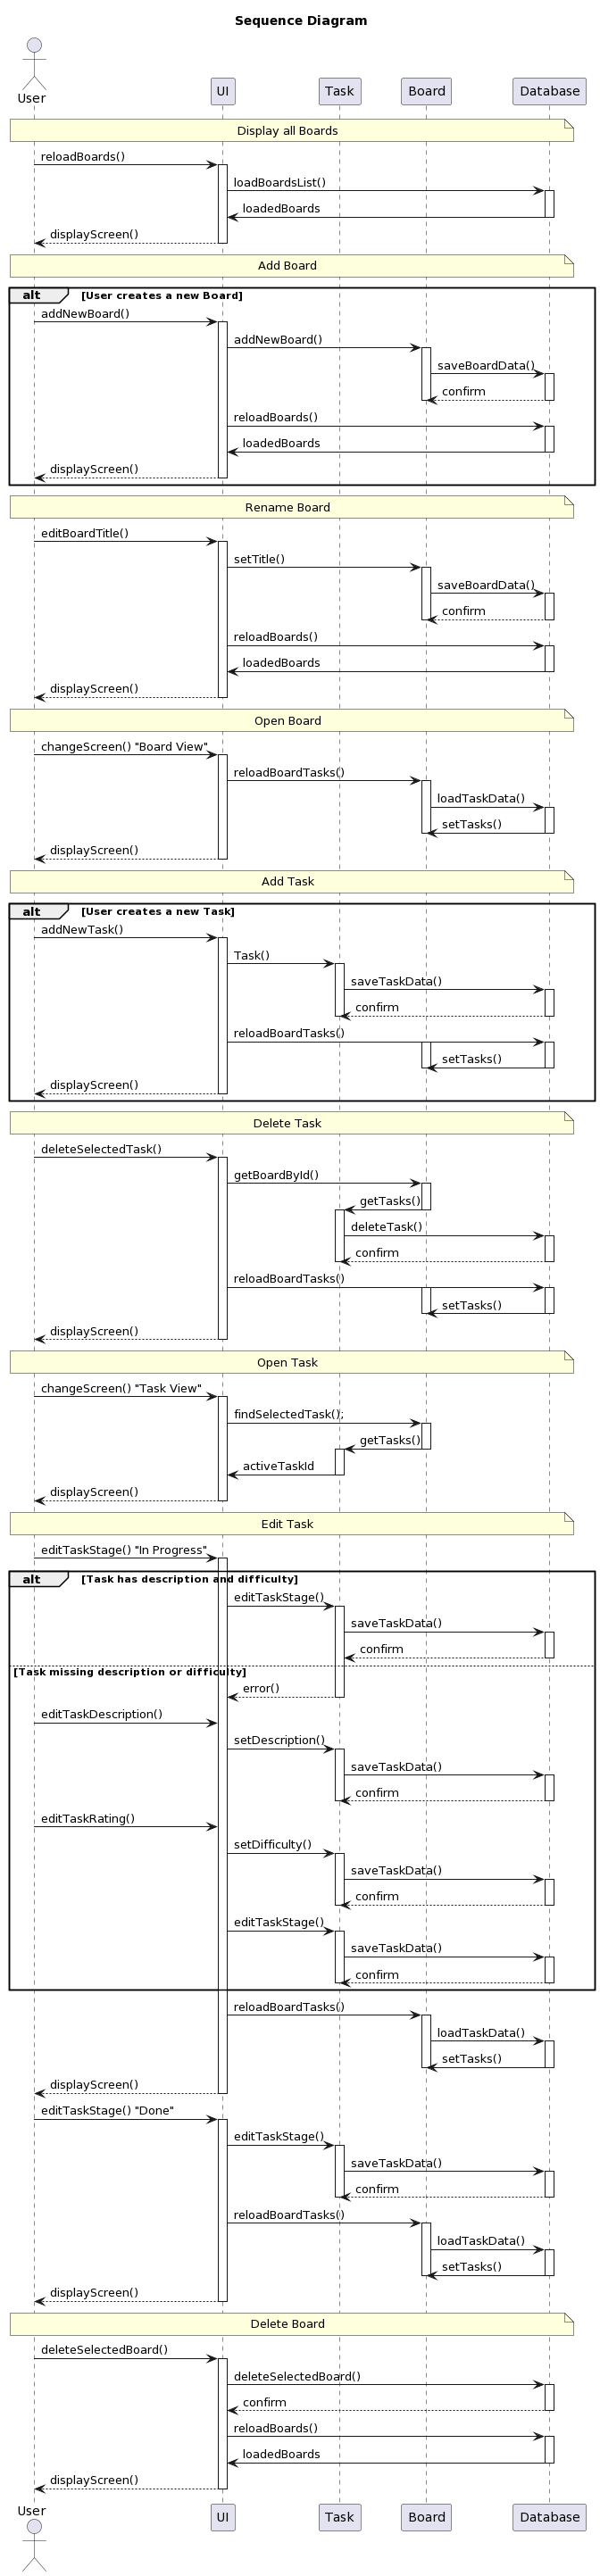 Sequence Diagram
User
UI
Task
Board
Database
Display all Boards
reloadBoards()
loadBoardsList()
loadedBoards
displayScreen()
Add Board
alt
[User creates a new Board]
addNewBoard()
addNewBoard()
saveBoardData()
confirm
reloadBoards()
loadedBoards
displayScreen()
Rename Board
editBoardTitle()
setTitle()
saveBoardData()
confirm
reloadBoards()
loadedBoards
displayScreen()
Open Board
changeScreen() "Board View"
reloadBoardTasks()
loadTaskData()
setTasks()
displayScreen()
Add Task
alt
[User creates a new Task]
addNewTask()
Task()
saveTaskData()
confirm
reloadBoardTasks()
setTasks()
displayScreen()
Delete Task
deleteSelectedTask()
getBoardById()
getTasks()
deleteTask()
confirm
reloadBoardTasks()
setTasks()
displayScreen()
Open Task
changeScreen() "Task View"
findSelectedTask();
getTasks()
activeTaskId
displayScreen()
Edit Task
editTaskStage() "In Progress"
alt
[Task has description and difficulty]
editTaskStage()
saveTaskData()
confirm
[Task missing description or difficulty]
error()
editTaskDescription()
setDescription()
saveTaskData()
confirm
editTaskRating()
setDifficulty()
saveTaskData()
confirm
editTaskStage()
saveTaskData()
confirm
reloadBoardTasks()
loadTaskData()
setTasks()
displayScreen()
editTaskStage() "Done"
editTaskStage()
saveTaskData()
confirm
reloadBoardTasks()
loadTaskData()
setTasks()
displayScreen()
Delete Board
deleteSelectedBoard()
deleteSelectedBoard()
confirm
reloadBoards()
loadedBoards
displayScreen()
User
UI
Task
Board
Database